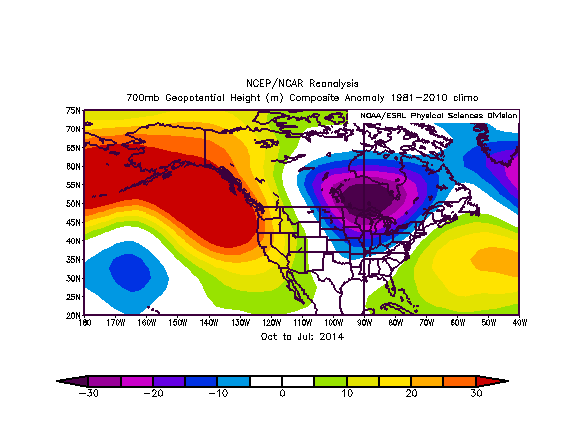 NCEP/NCAR Reanalysis
700mb Geopotential Height (m) Composite Anomaly 1981-2010 climo
NOAA/ESRL Physical Sciences Division
75N
70N
65N
60N
55N
50N
45N
40N
35N
30N
25N
20N
180 170W 160W 150W 140W 130W 120W 110W 100W 90W 80W 70W 60W 50W 40W
Oct to Jul: 2014
-30 -20 -10 0 10 20 30